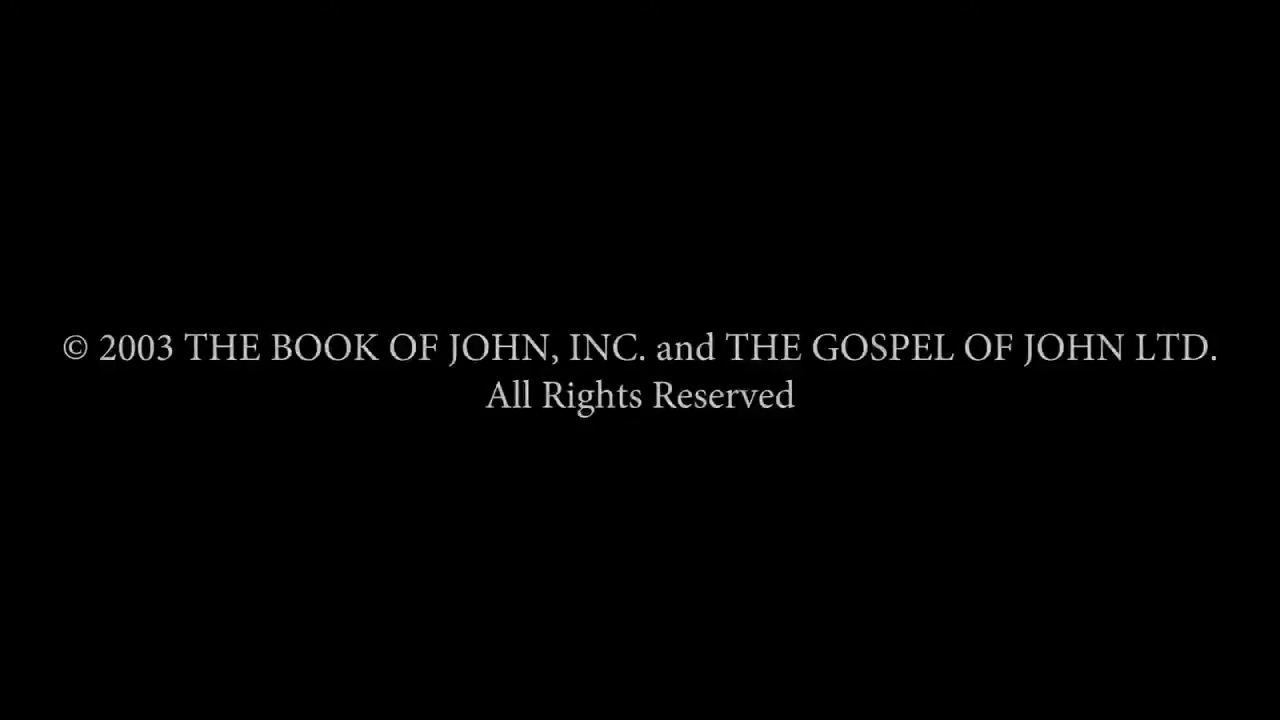 © 2003 THE BOOK OF JOHN, INC. and THE GOSPEL OF JOHN LTD.
All Rights Reserved